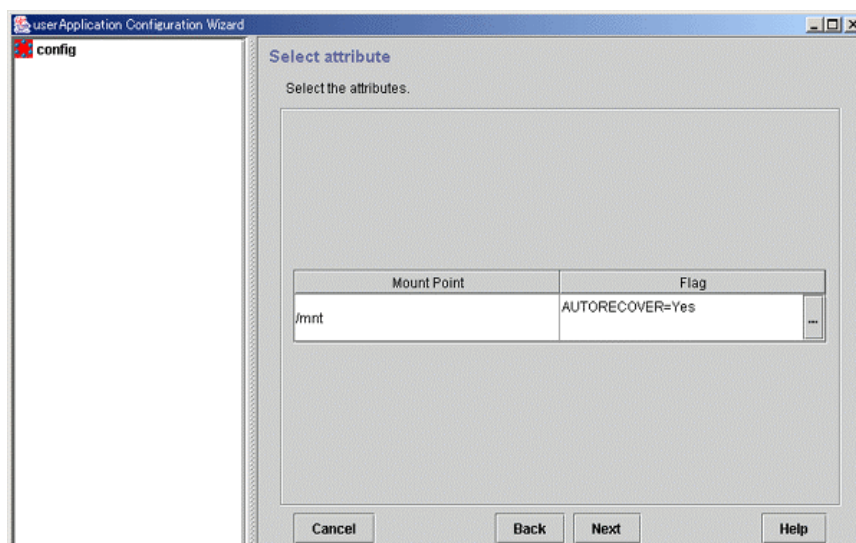 userApplication Configuration Wizard
config
Select attribute
Select the attributes.
Mount Point Flag
/mnt AUTORECOVER=Yes ...
Cancel Back Next Help